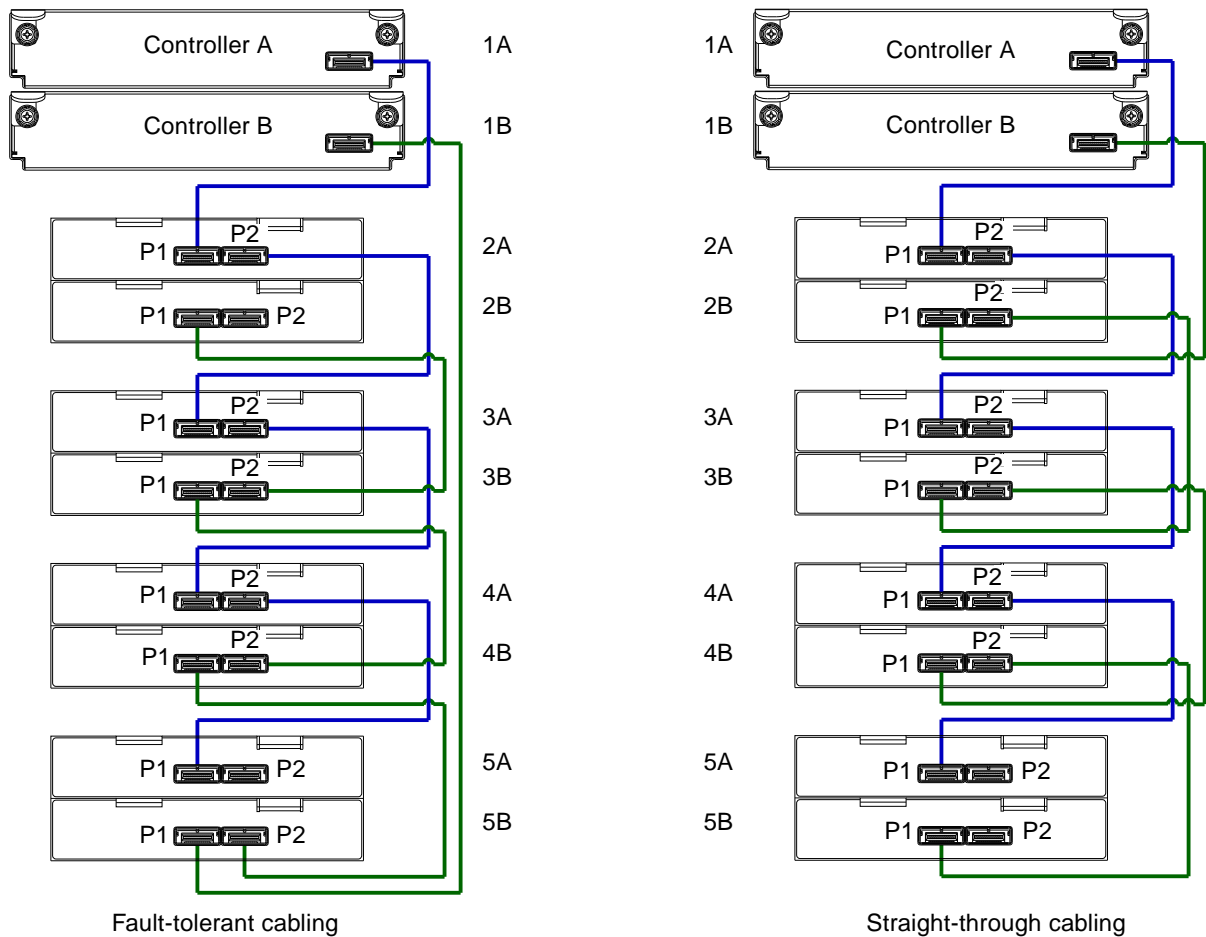 Controller A
1A
Controller B
1B
P1 P2
2A
P1 P2
2B
P1 P2
3A
P1 P2
3B
P1 P2
4A
P1 P2
4B
P1 P2
5A
P1 P2
5B
Fault-tolerant cabling
1A
Controller A
1B
Controller B
2A
P1 P2
2B
P1 P2
3A
P1 P2
3B
P1 P2
4A
P1 P2
4B
P1 P2
5A
P1 P2
5B
P1 P2
Straight-through cabling